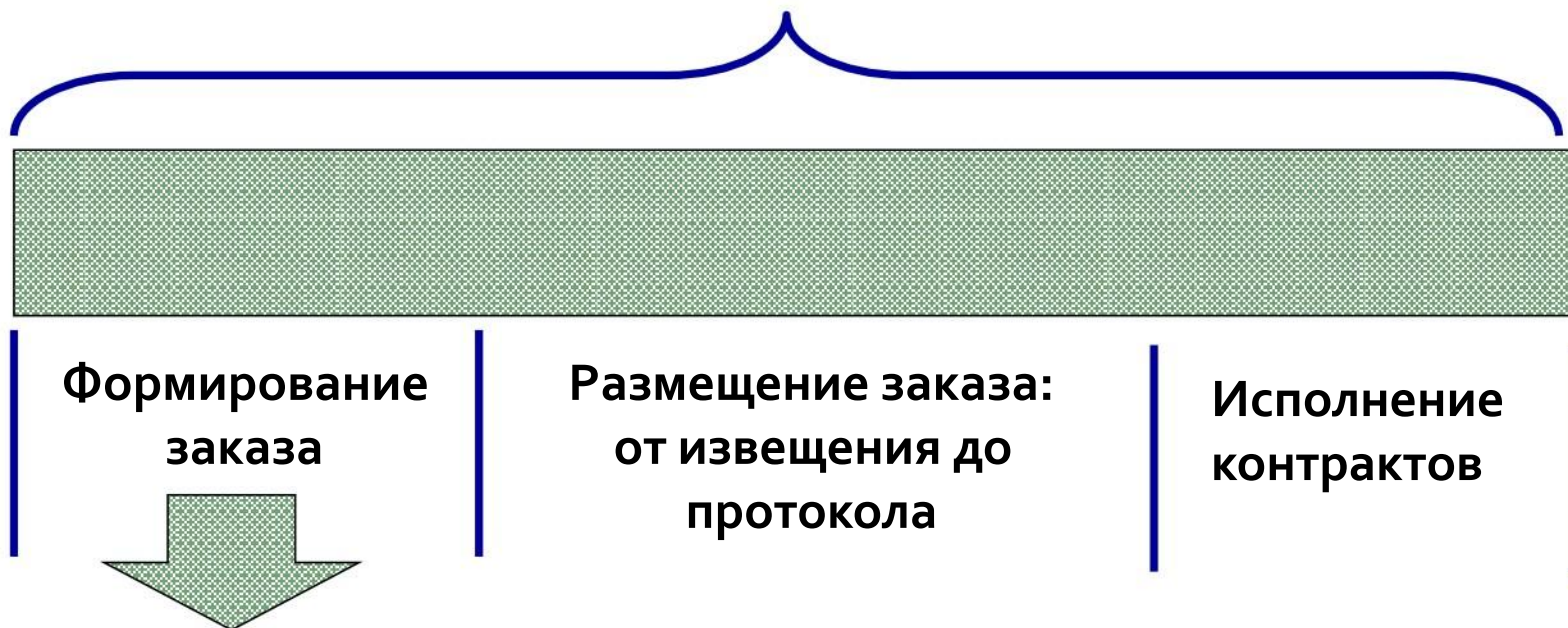 Формирование
заказа
Размещение заказа:
от извещения до
протокола
Исполнение
контрактов